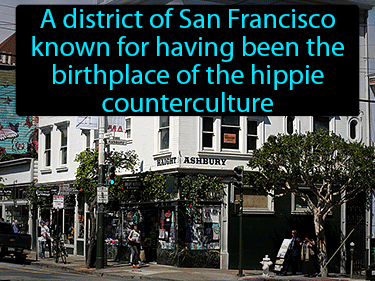 A district of San Francisco
known for having been the
birthplace of the hippie
counterculture
HAIGHT ASHBURY